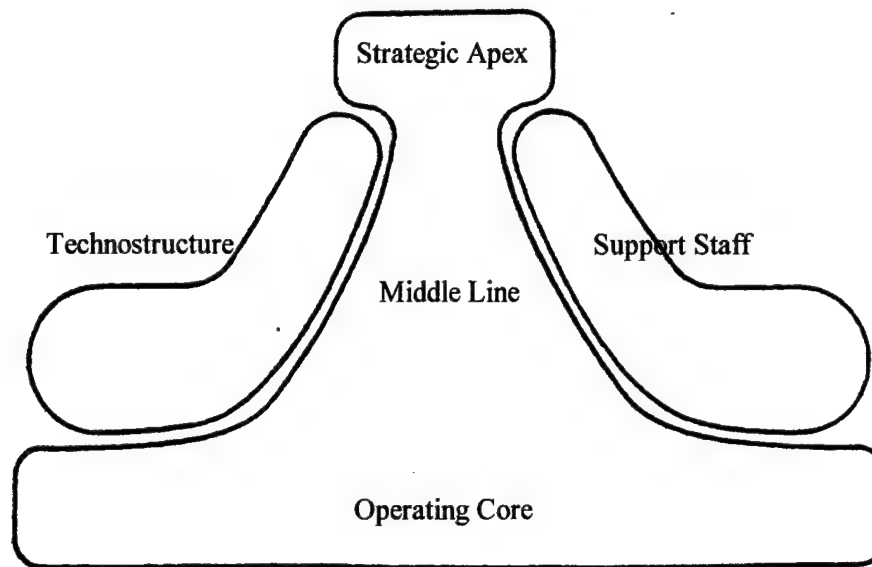 Strategic Apex
Technostructure
Support Staff
Middle Line
Operating Core